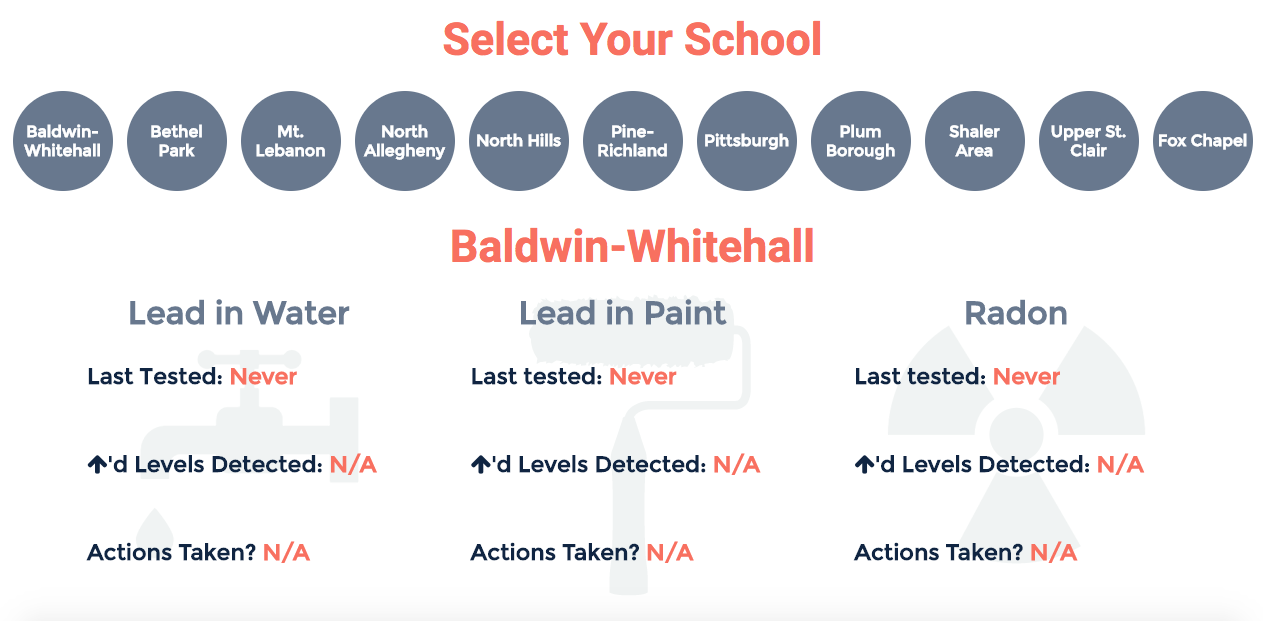 Select Your School
Baldwin-
Whitehall
Bethel
Park
Mt.
Lebanon
North
Allegheny
North Hills
Pine-
Richland
Pittsburgh
Plum
Borough
Shaler
Area
Upper St.
Clair
Fox Chapel
Baldwin-Whitehall
Lead in Water
Last Tested: Never
↑'d Levels Detected: N/A
Actions Taken? N/A
Lead in Paint
Last tested: Never
↑'d Levels Detected: N/A
Actions Taken? N/A
Radon
Last tested: Never
↑'d Levels Detected: N/A
Actions Taken? N/A